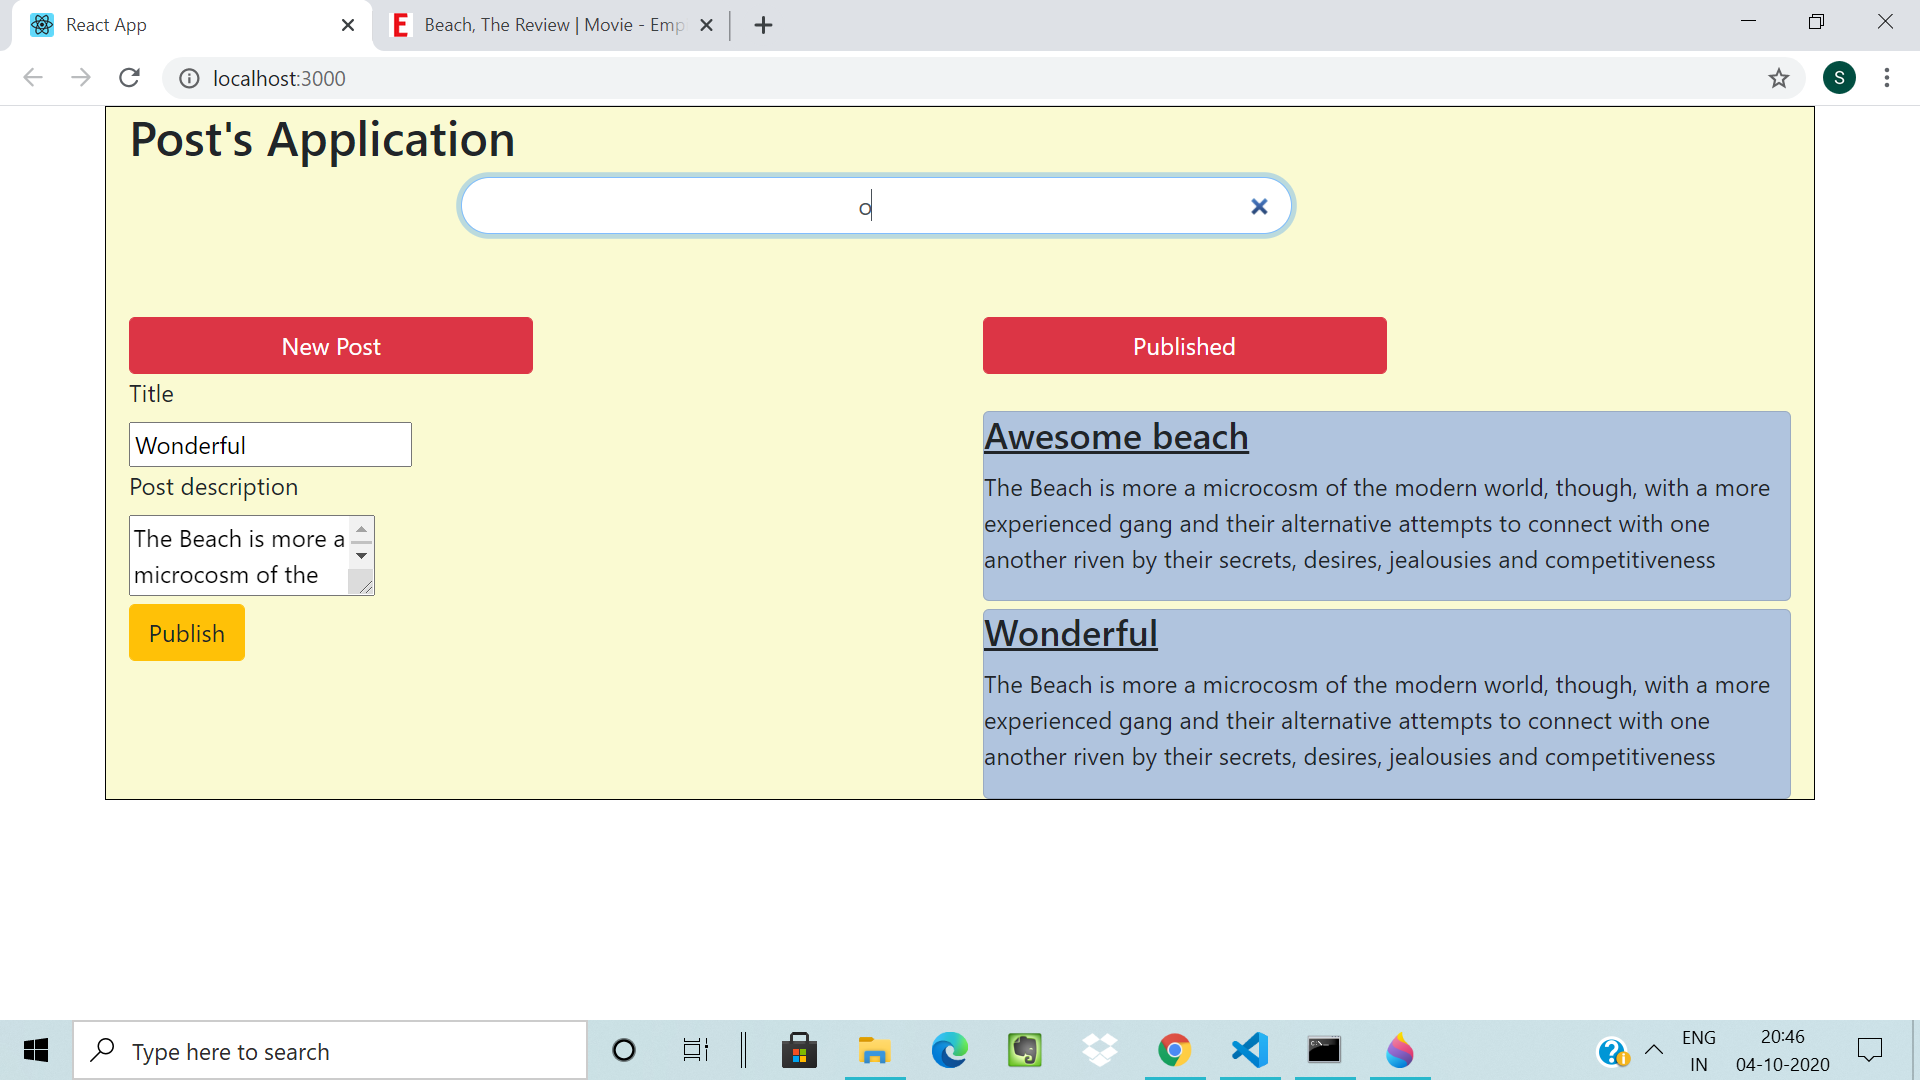 React App
Beach, The Review | Movie - Emp
localhost:3000
S
Post's Application
o
New Post
Published
Title
Wonderful
Post description
The Beach is more a
microcosm of the
Publish
Awesome beach
The Beach is more a microcosm of the modern world, though, with a more
experienced gang and their alternative attempts to connect with one
another riven by their secrets, desires, jealousies and competitiveness
Wonderful
The Beach is more a microcosm of the modern world, though, with a more
experienced gang and their alternative attempts to connect with one
another riven by their secrets, desires, jealousies and competitiveness
Type here to search
ENG
IN
20:46
04-10-2020